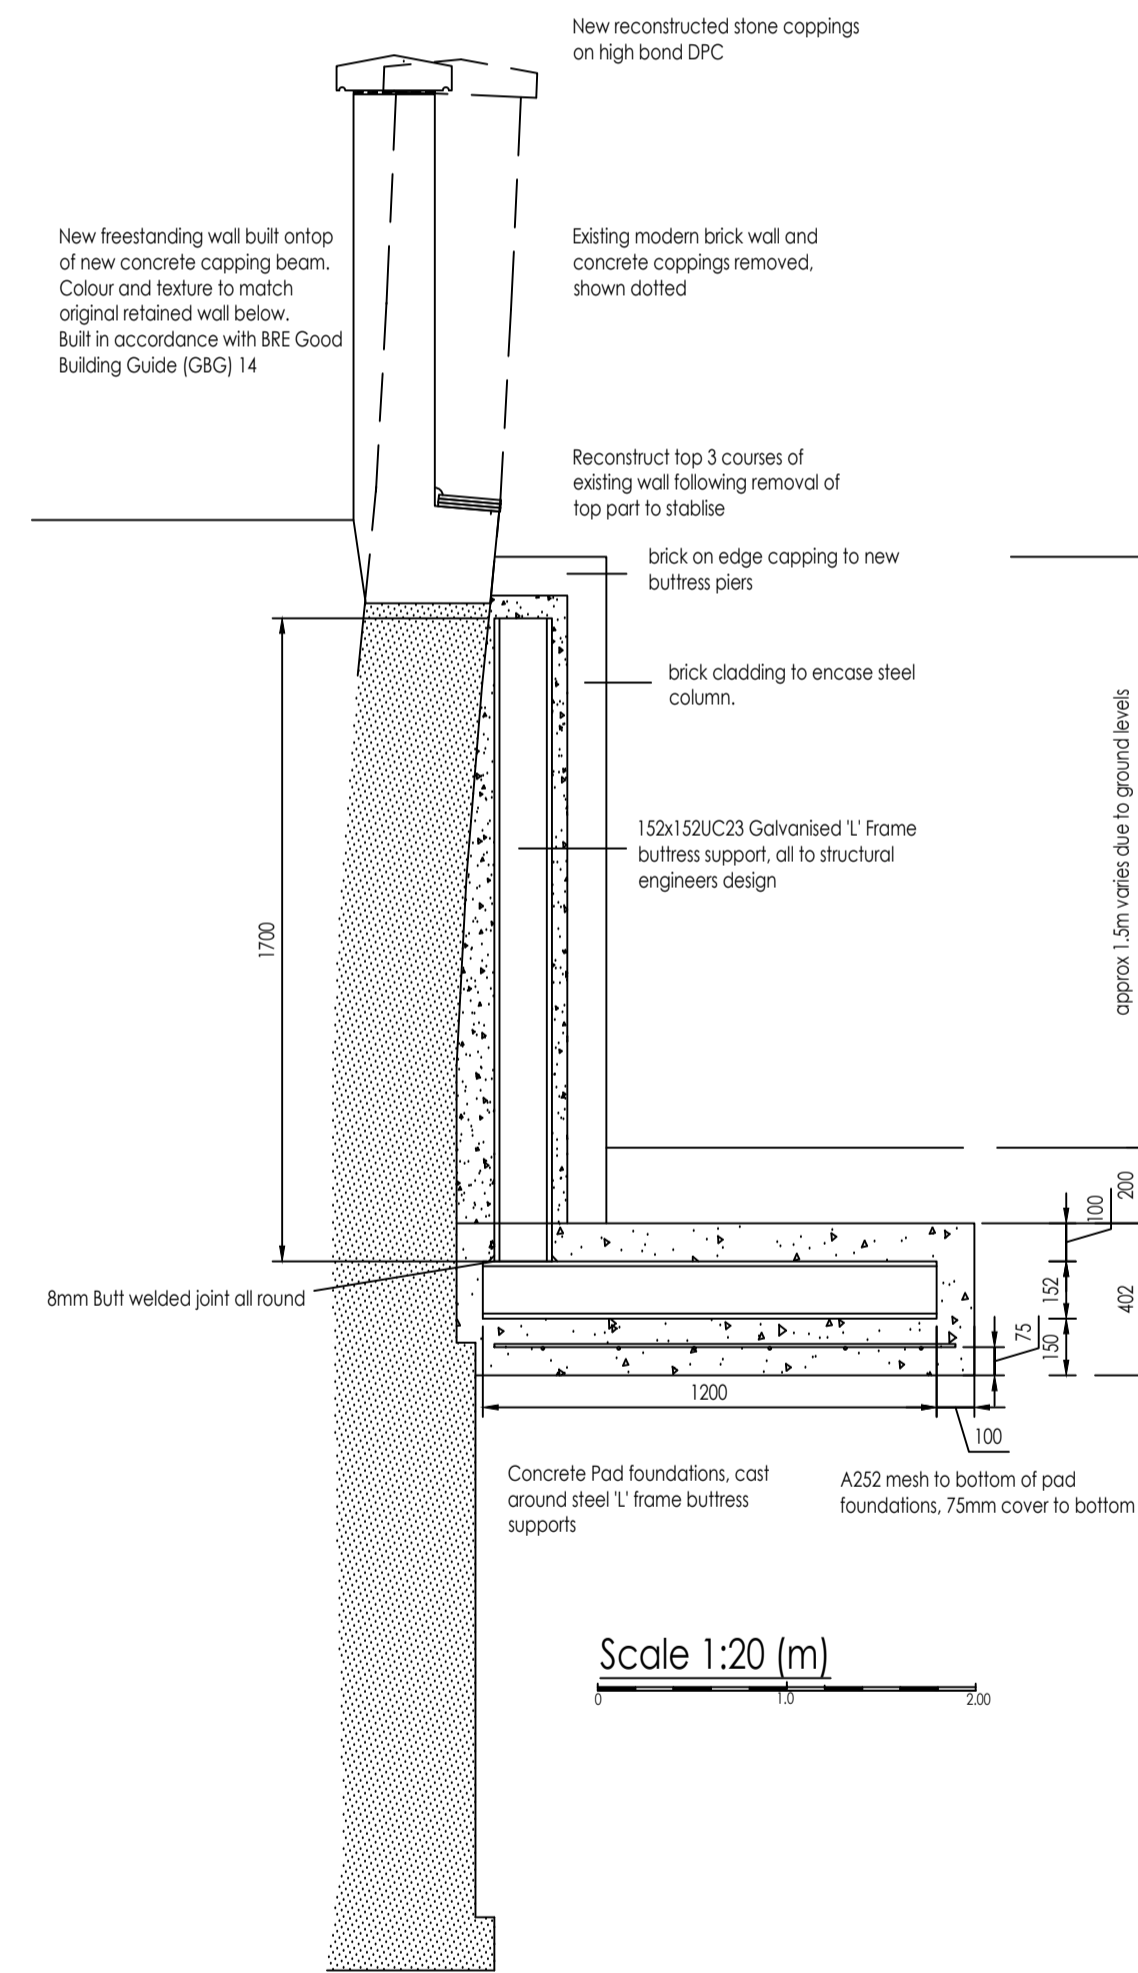 New reconstructed stone coppings
on high bond DPC
New freestanding wall built ontop
of new concrete capping beam.
Colour and texture to match
original retained wall below.
Built in accordance with BRE Good
Building Guide (GBG) 14
Existing modern brick wall and
concrete coppings removed,
shown dotted
Reconstruct top 3 courses of
existing wall following removal of
top part to stablise
brick on edge capping to new
buttress piers
brick cladding to encase steel
column.
approx 1.5m varies due to ground levels
152x152UC23 Galvanised 'L' Frame
buttress support, all to structural
engineers design
1700
100
200
8mm Butt welded joint all round
152
402
75
150
1200
100
Concrete Pad foundations, cast
around steel 'L' frame buttress
supports
A252 mesh to bottom of pad
foundations, 75mm cover to bottom
Scale 1:20 (m)
0
1.0
2.00